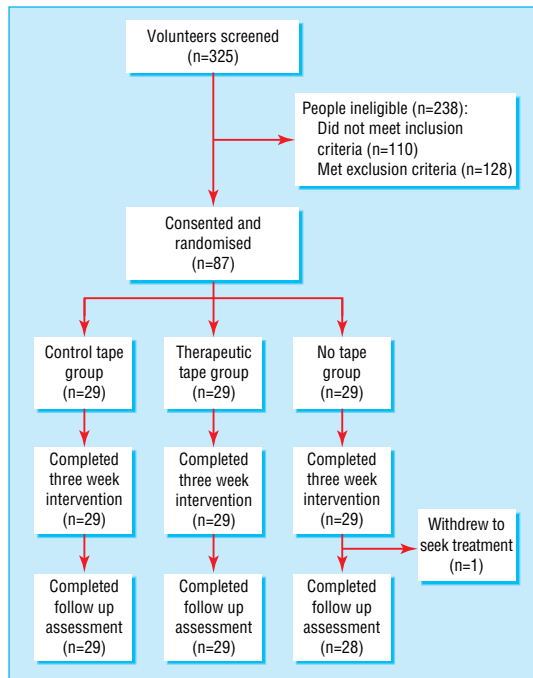 Volunteers screened
(n=325)
People ineligible (n=238):
Did not meet inclusion
criteria (n=110)
Met exclusion criteria (n=128)
Consented and
randomised
(n=87)
Control tape
group
(n=29)
Therapeutic
tape group
(n=29)
No tape
group
(n=29)
Completed
three week
intervention
(n=29)
Completed
three week
intervention
(n=29)
Completed
three week
intervention
(n=29)
Withdrew to
seek treatment
(n=1)
Completed
follow up
assessment
(n=29)
Completed
follow up
assessment
(n=29)
Completed
follow up
assessment
(n=28)